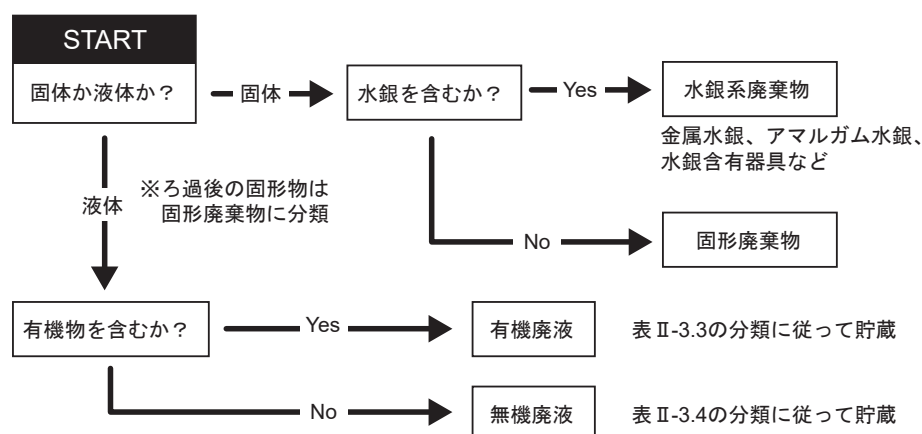 START
固体か液体か？
固体
水銀を含むか？
Yes
水銀系廃棄物
金属水銀、アマルガム水銀、
水銀含有器具など
液体
※ろ過後の固形物は
固形廃棄物に分類
No
固形廃棄物
有機物を含むか？
Yes
有機廃液
表Ⅱ-3.3の分類に従って貯蔵
No
無機廃液
表Ⅱ-3.4の分類に従って貯蔵